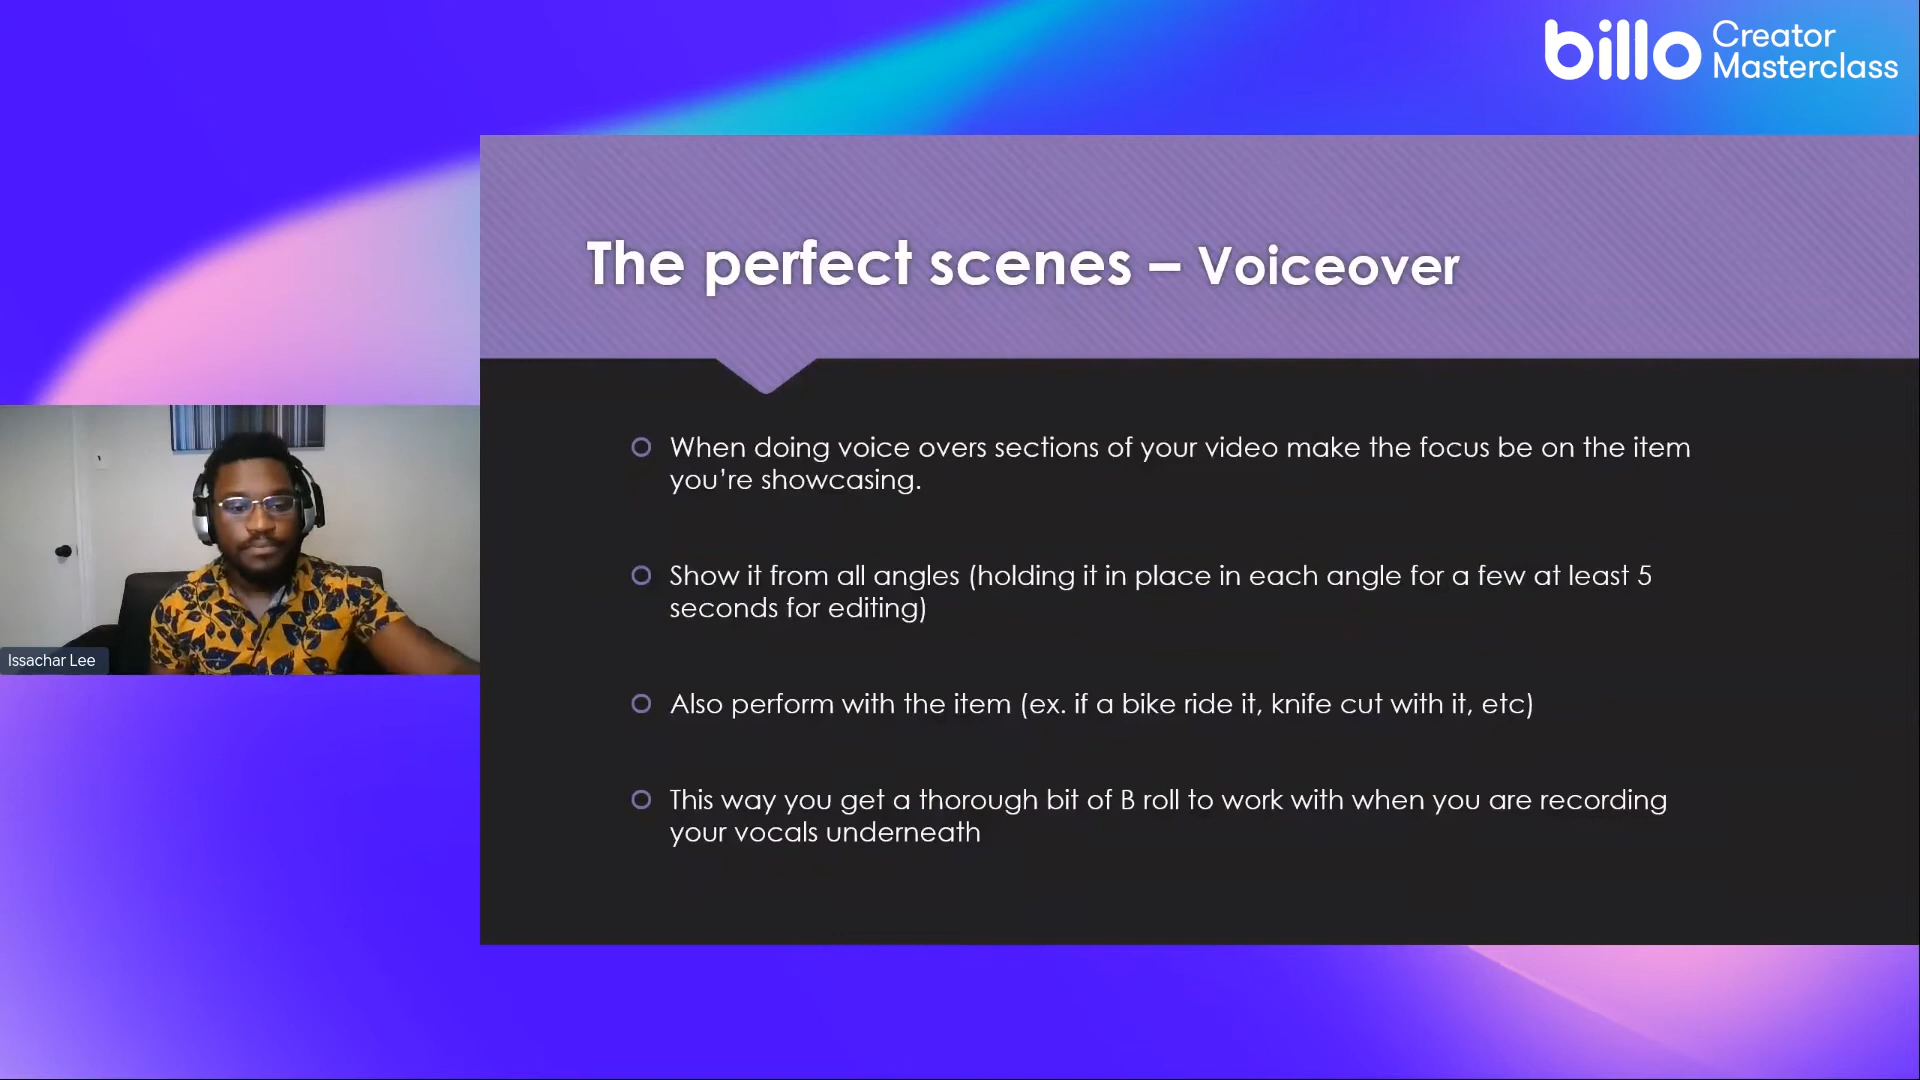 billo Creator
Masterclass
The perfect scenes – Voiceover
When doing voice overs sections of your video make the focus be on the item
you’re showcasing.
Show it from all angles (holding it in place in each angle for a few at least 5
seconds for editing)
Also perform with the item (ex. if a bike ride it, knife cut with it, etc)
This way you get a thorough bit of B roll to work with when you are recording
your vocals underneath
Issachar Lee